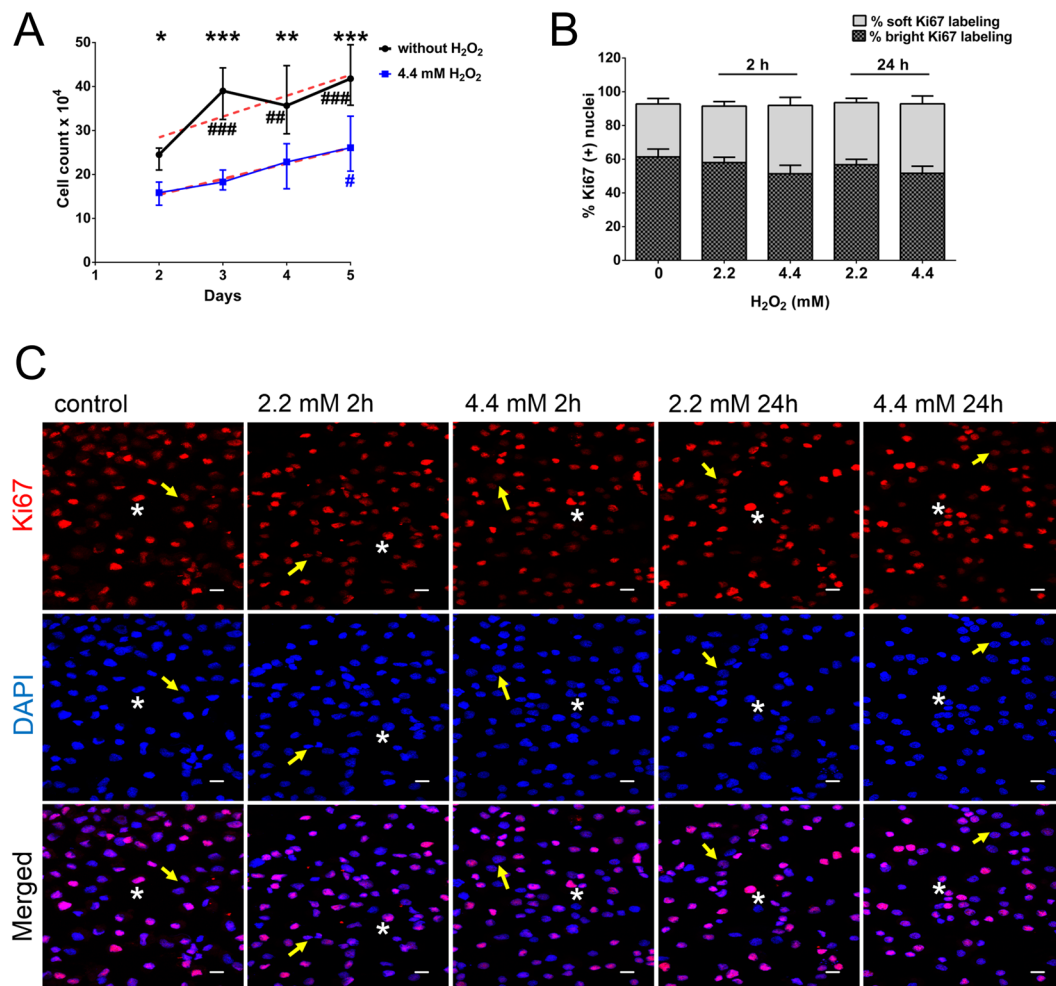 A
* *** ** ***
50
40
30
20
10
0
Cell count x 10⁴
### ## ###
#
1 2 3 4 5
Days
without H₂O₂
4.4 mM H₂O₂
B
% soft Ki67 labeling
% bright Ki67 labeling
2 h 24 h
120
100
80
60
40
20
0
% Ki67 (+) nuclei
0 2.2 4.4 2.2 4.4
H₂O₂ (mM)
C
control 2.2 mM 2h 4.4 mM 2h 2.2 mM 24h 4.4 mM 24h
Ki67
* * * * *
DAPI
* * * * *
Merged
* * * * *